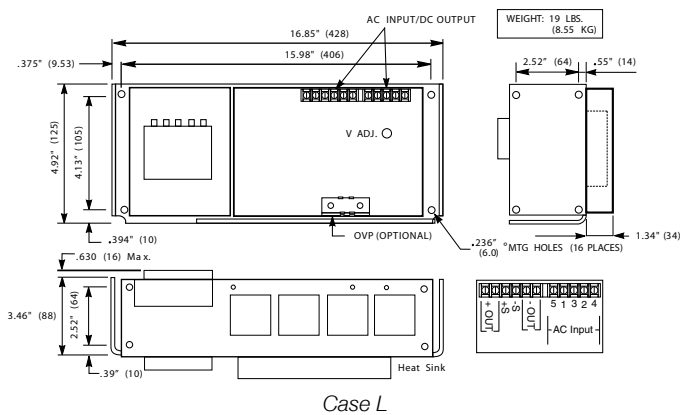 AC INPUT/DC OUTPUT
WEIGHT: 19 LBS.
(8.55 KG)
16.85" (428)
15.98" (406)
.375" (9.53)
2.52" (64)
.55" (14)
4.92" (125)
4.13" (105)
V ADJ.
.394" (10)
OVP (OPTIONAL)
.236"
(6.0)
MTG HOLES (16 PLACES)
1.34" (34)
.630 (16) Max.
3.46" (88)
2.52" (64)
.39" (10)
Heat Sink
+ OUT
+S
-S
- OUT
5 1 3 2 4
AC Input
Case L